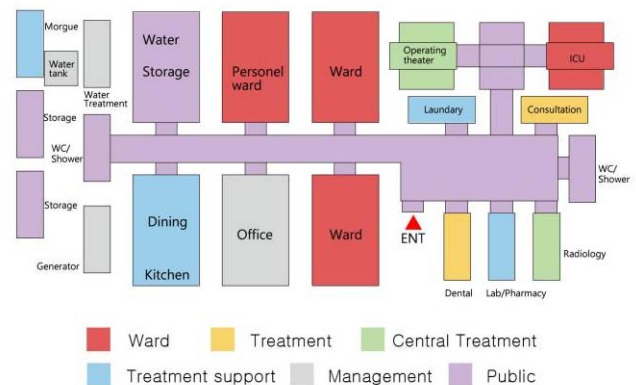 Morgue
Water
tank
Water
Treatment
Storage
WC/
Shower
Storage
Generator
Water
Storage
Personel
ward
Ward
Operating
theater
ICU
Laundary
Consultation
WC/
Shower
Dining
Kitchen
Office
Ward
ENT
Radiology
Dental
Lab/Pharmacy
Ward
Treatment
Central Treatment
Treatment support
Management
Public